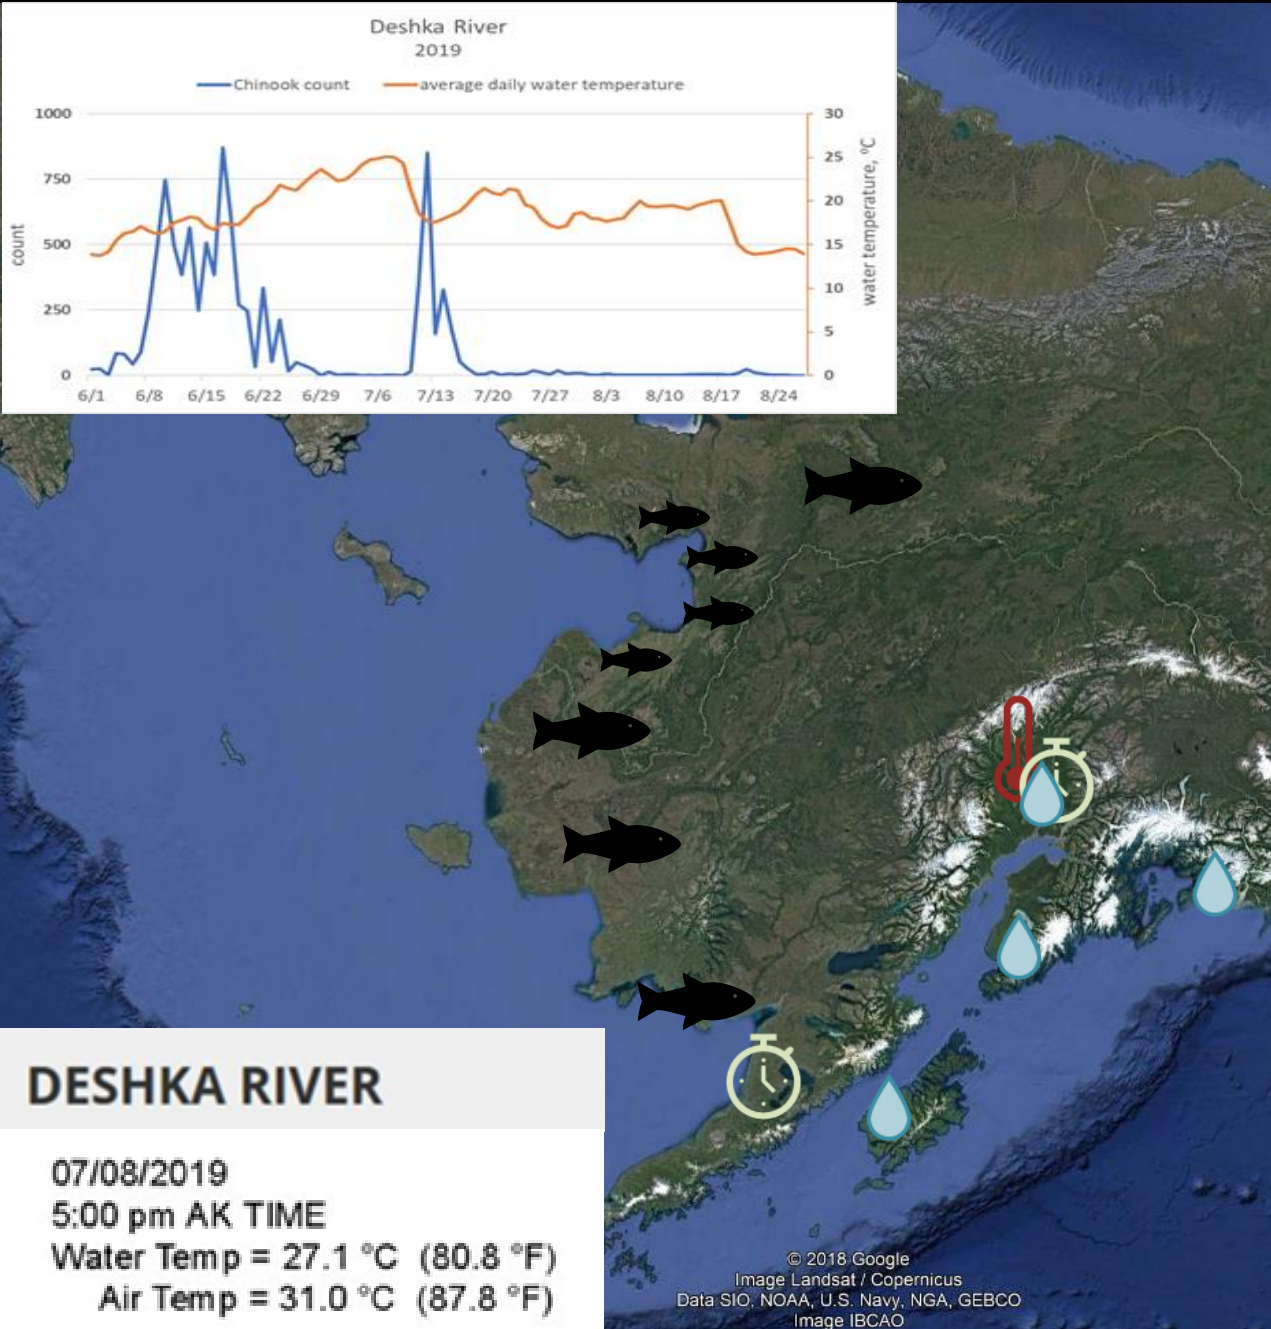 Deshka River
2019
Chinook count
average daily water temperature
1000
750
500
250
0
count
30
25
20
15
10
5
0
water temperature, ⁰C
6/1 6/8 6/15 6/22 6/29 7/6 7/13 7/20 7/27 8/3 8/10 8/17 8/24
DESHKA RIVER
07/08/2019
5:00 pm AK TIME
Water Temp = 27.1 °C (80.8 °F)
Air Temp = 31.0 °C (87.8 °F)
© 2018 Google
Image Landsat / Copernicus
Data SIO, NOAA, U.S. Navy, NGA, GEBCO
Image IBCAO